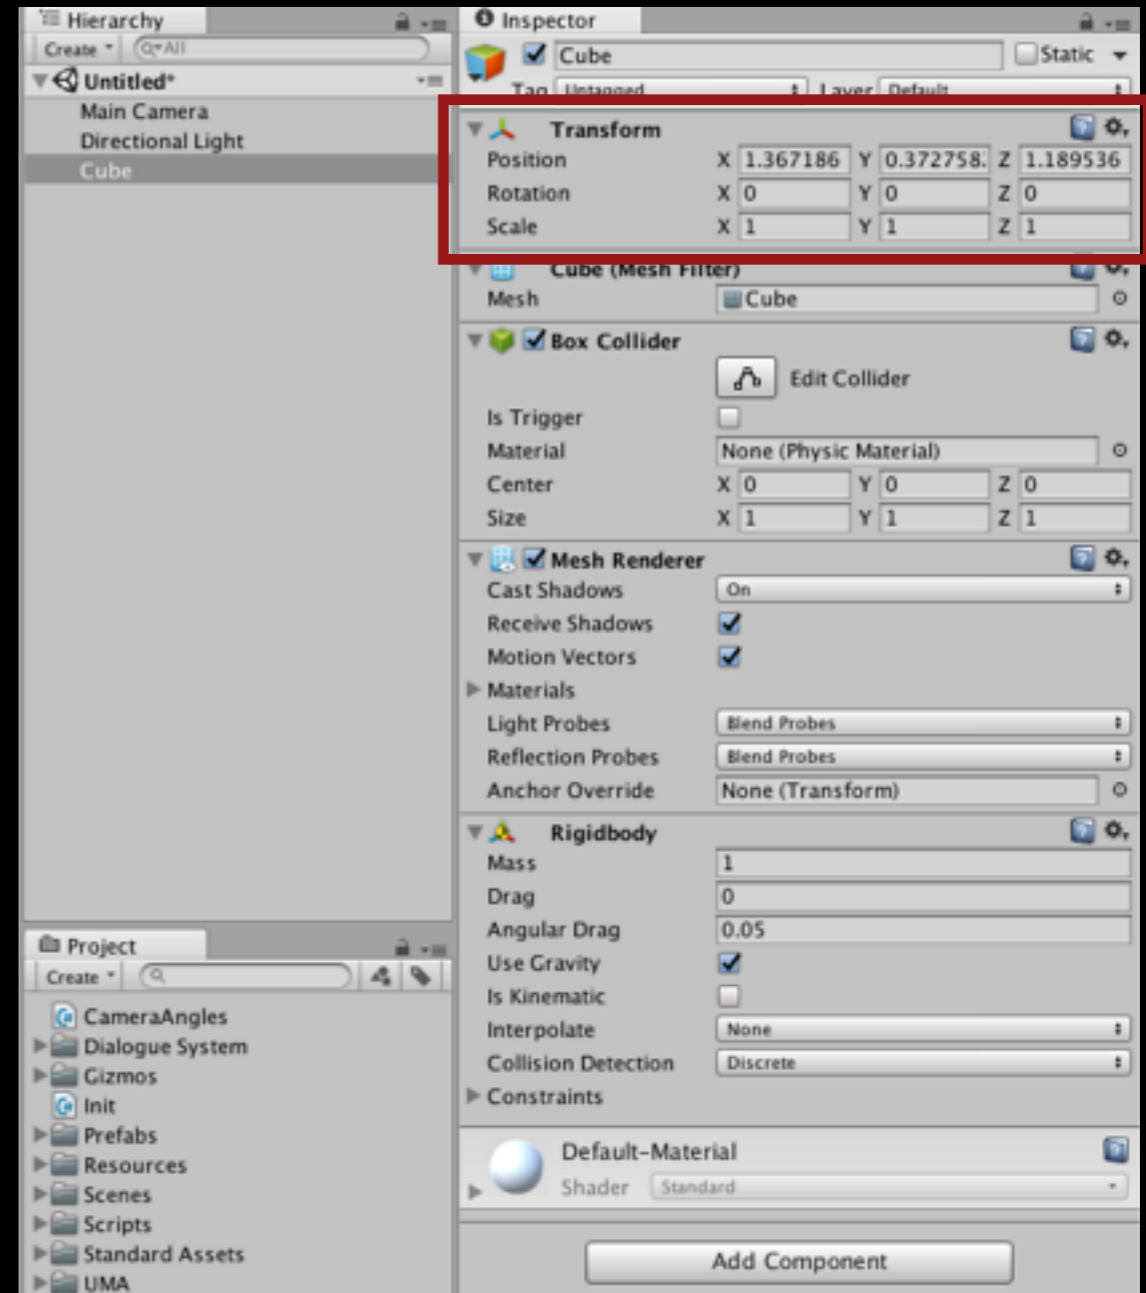 Hierarchy
Create All
Untitled*
Main Camera
Directional Light
Cube
Inspector
Cube Static
Tag Untagged Layer Default
Transform
Position X 1.367186 Y 0.372758 Z 1.189536
Rotation X 0 Y 0 Z 0
Scale X 1 Y 1 Z 1
Cube (Mesh Filter)
Mesh Cube
Box Collider
Edit Collider
Is Trigger
Material None (Physic Material)
Center X 0 Y 0 Z 0
Size X 1 Y 1 Z 1
Mesh Renderer
Cast Shadows On
Receive Shadows
Motion Vectors
Materials
Light Probes Blend Probes
Reflection Probes Blend Probes
Anchor Override None (Transform)
Rigidbody
Mass 1
Drag 0
Angular Drag 0.05
Use Gravity
Is Kinematic
Interpolate None
Collision Detection Discrete
Constraints
Default-Material
Shader Standard
Add Component
Project
Create
CameraAngles
Dialogue System
Gizmos
Init
Prefabs
Resources
Scenes
Scripts
Standard Assets
UMA